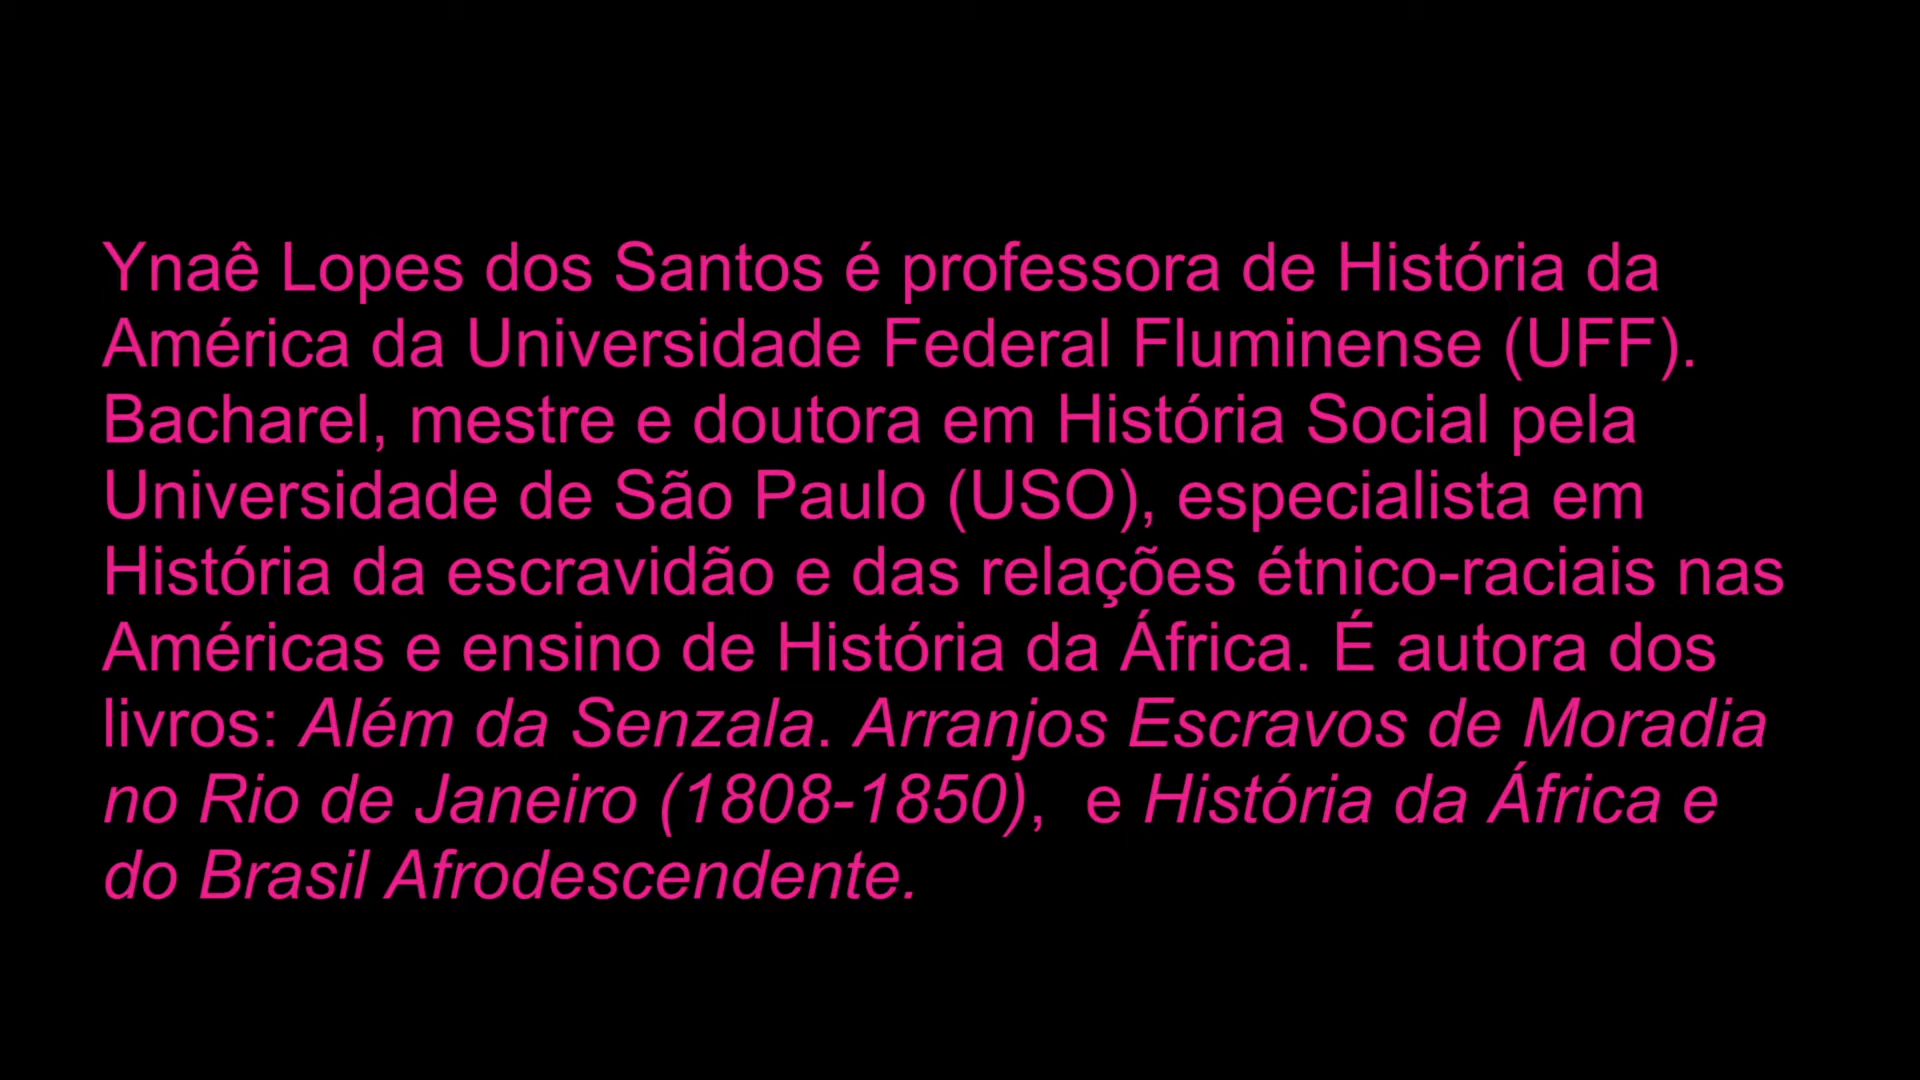 Ynaê Lopes dos Santos é professora de História da
América da Universidade Federal Fluminense (UFF).
Bacharel, mestre e doutora em História Social pela
Universidade de São Paulo (USO), especialista em
História da escravidão e das relações étnico-raciais nas
Américas e ensino de História da África. É autora dos
livros: Além da Senzala. Arranjos Escravos de Moradia
no Rio de Janeiro (1808-1850),  e História da África e
do Brasil Afrodescendente.